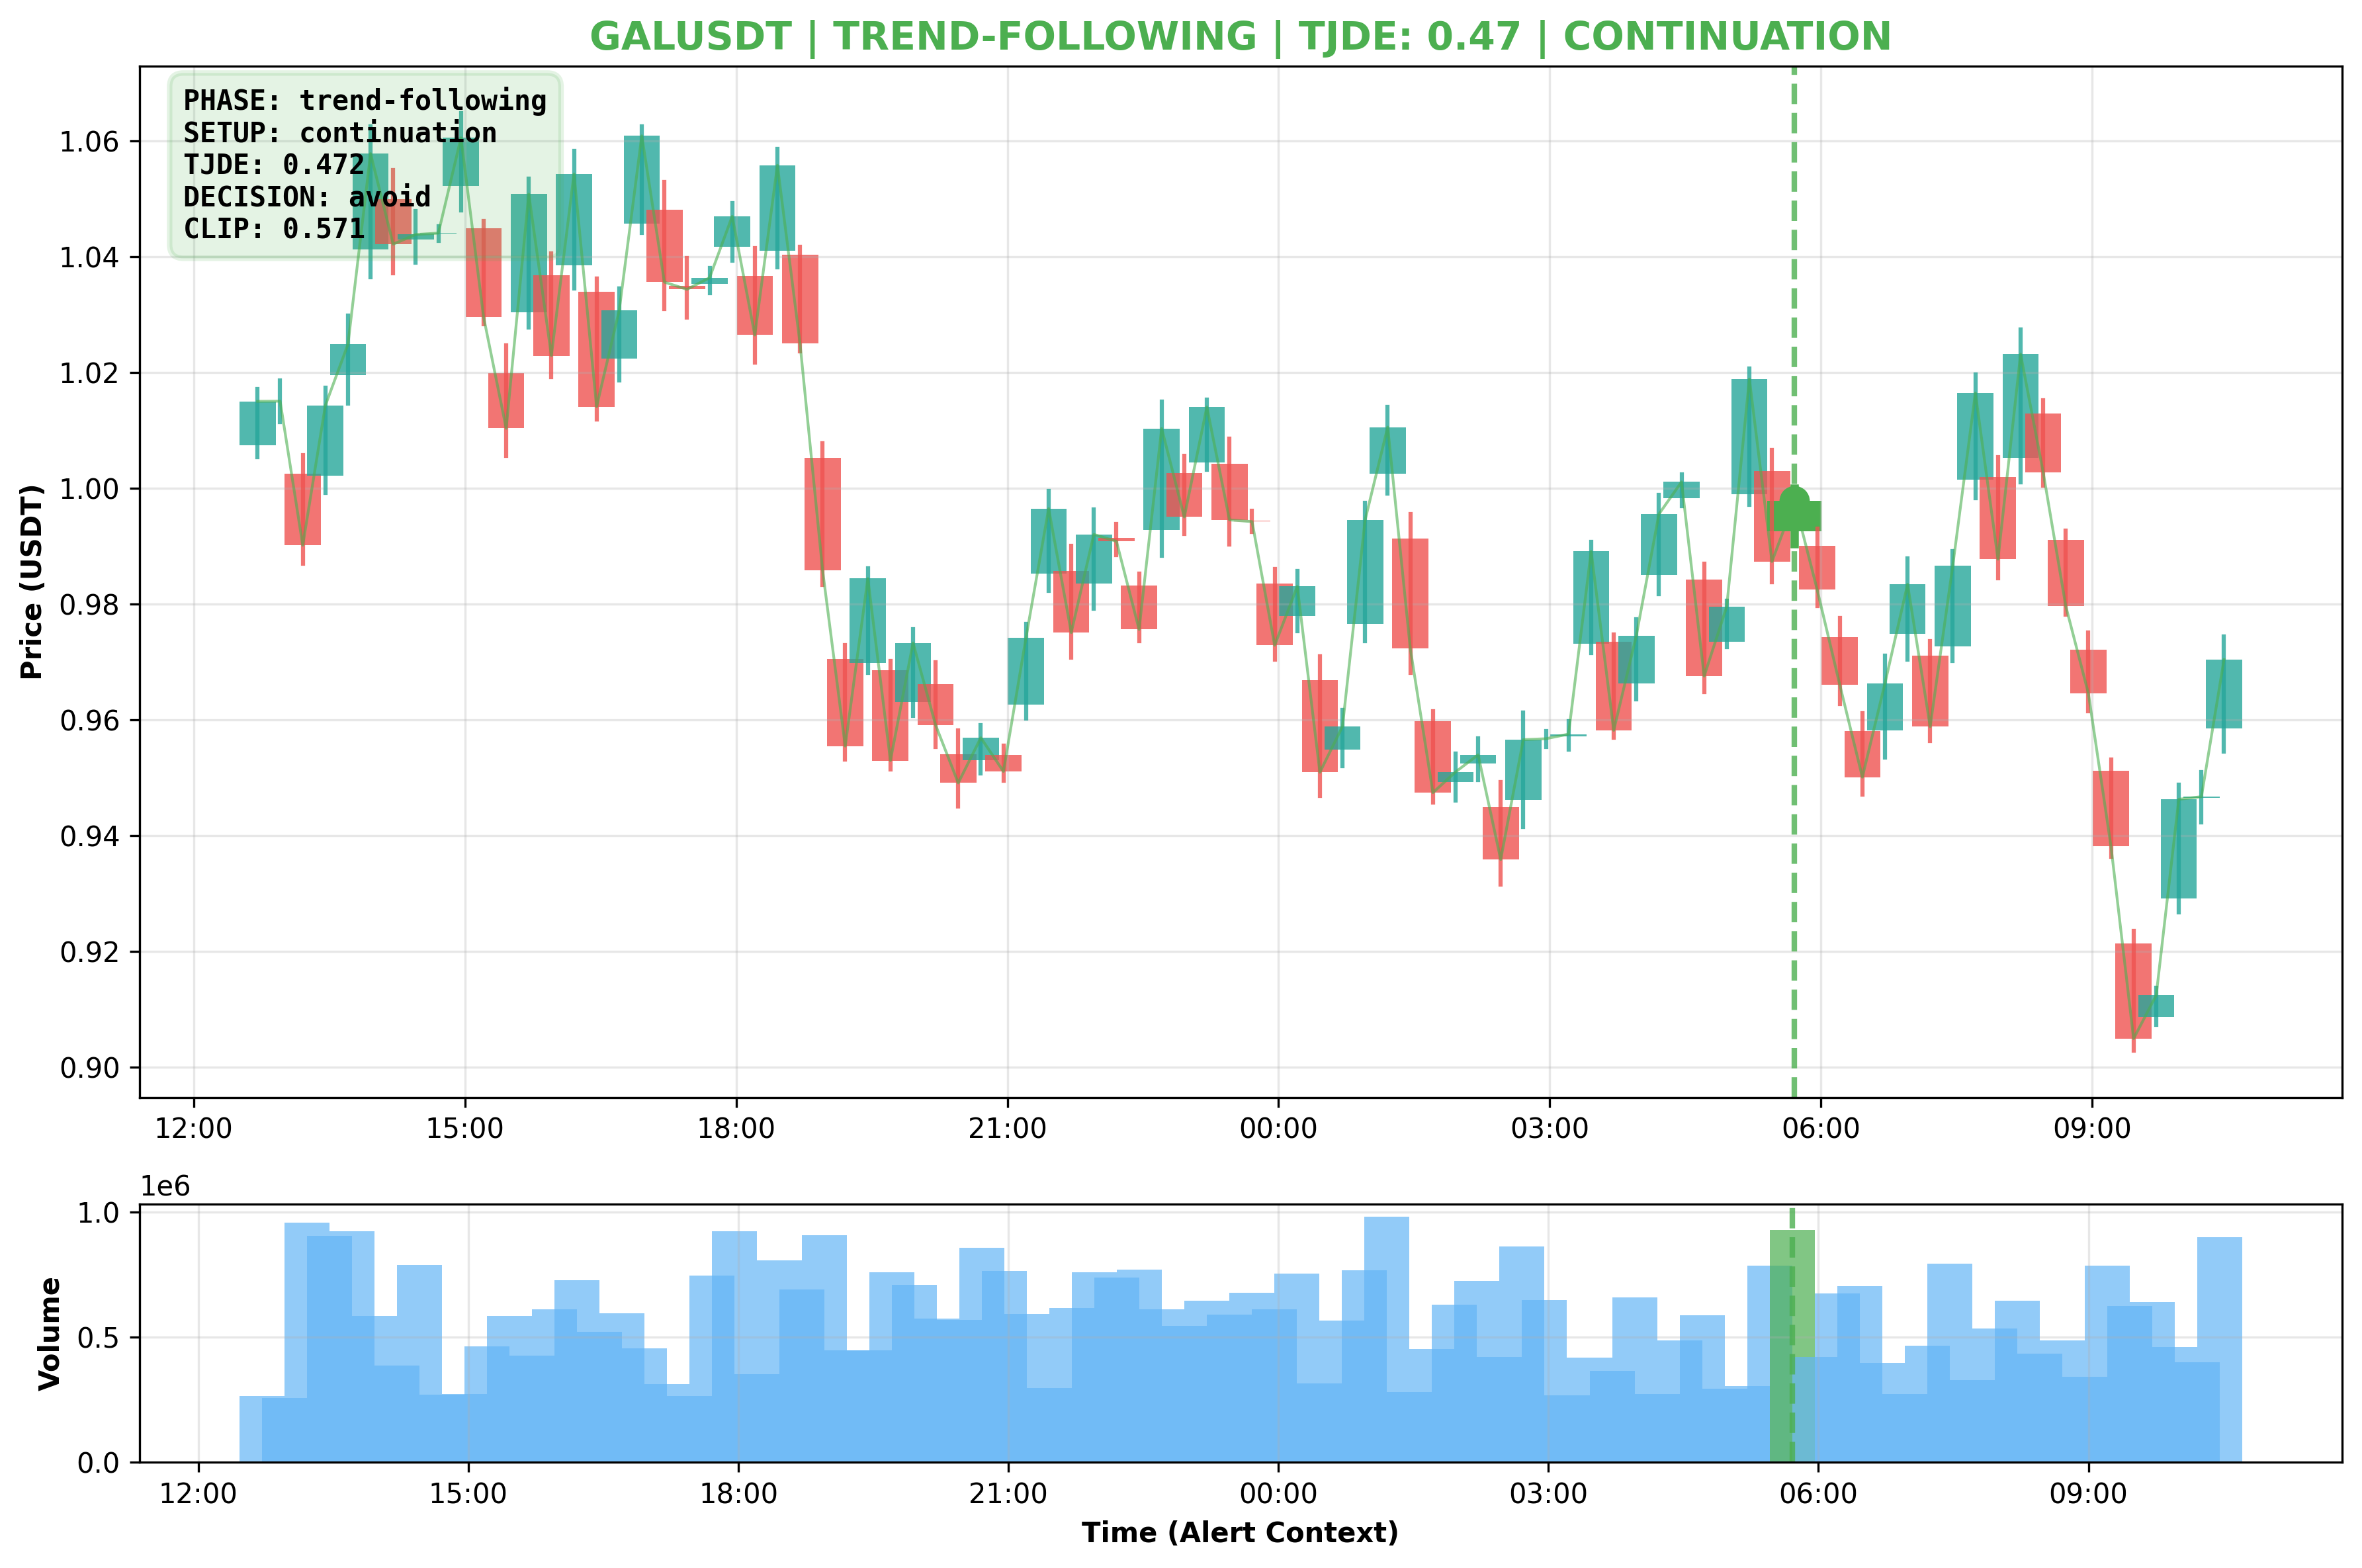 GALUSDT | TREND-FOLLOWING | TJDE: 0.47 | CONTINUATION
PHASE: trend-following
SETUP: continuation
TJDE: 0.472
DECISION: avoid
CLIP: 0.571
Price (USDT)
1.06
1.04
1.02
1.00
0.98
0.96
0.94
0.92
0.90
12:00 15:00 18:00 21:00 00:00 03:00 06:00 09:00
1e6
Volume
1.0
0.5
0.0
12:00 15:00 18:00 21:00 00:00 03:00 06:00 09:00
Time (Alert Context)